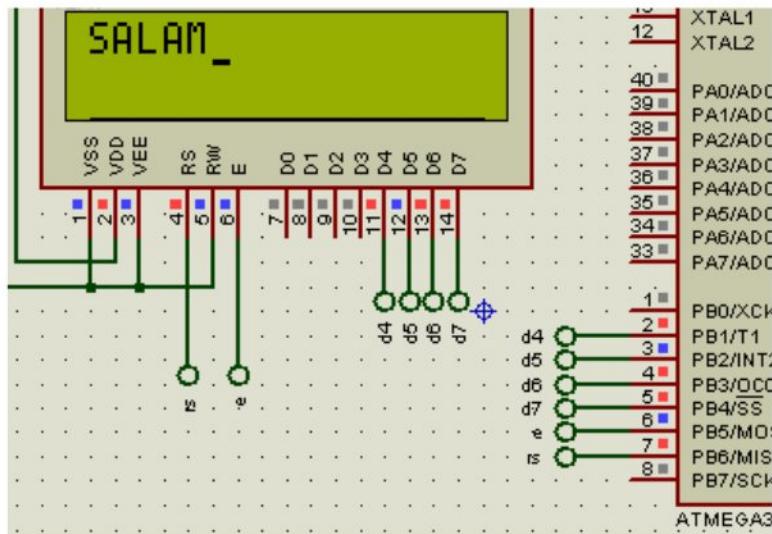 SALAM_
VSS VDD VEE RS RW E D0 D1 D2 D3 D4 D5 D6 D7
1 2 3 4 5 6 7 8 9 10 11 12 13 14
rs e d4 d5 d6 d7
XTAL1
12 XTAL2
40 PA0/ADC
39 PA1/ADC
38 PA2/ADC
37 PA3/ADC
36 PA4/ADC
35 PA5/ADC
34 PA6/ADC
33 PA7/ADC
1 PB0/XCK
d4 2 PB1/T1
d5 3 PB2/INT2
d6 4 PB3/OC0
d7 5 PB4/SS
e 6 PB5/MOS
rs 7 PB6/MIS
8 PB7/SCK
ATMEGA3